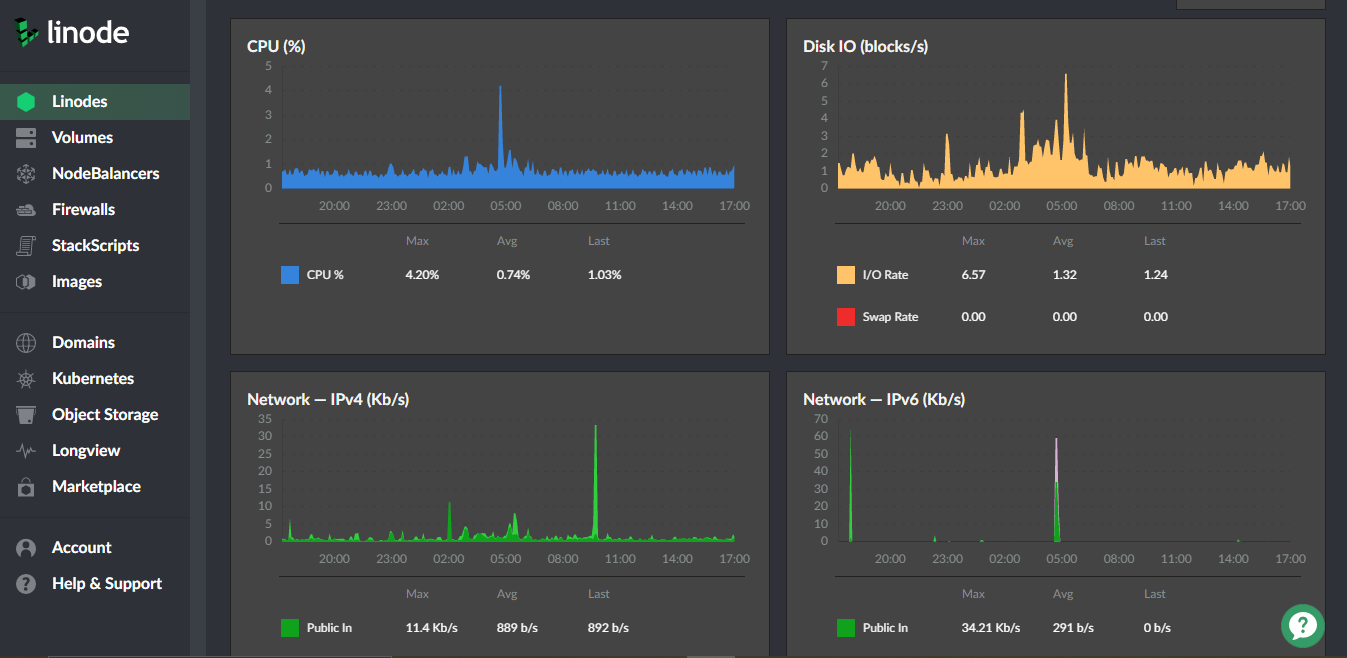 linode
Linodes
Volumes
NodeBalancers
Firewalls
StackScripts
Images
Domains
Kubernetes
Object Storage
Longview
Marketplace
Account
Help & Support
CPU (%)
5
4
3
2
1
0
20:00 23:00 02:00 05:00 08:00 11:00 14:00 17:00
Max Avg Last
CPU % 4.20% 0.74% 1.03%
Disk IO (blocks/s)
7
6
5
4
3
2
1
0
20:00 23:00 02:00 05:00 08:00 11:00 14:00 17:00
Max Avg Last
I/O Rate 6.57 1.32 1.24
Swap Rate 0.00 0.00 0.00
Network — IPv4 (Kb/s)
35
30
25
20
15
10
5
0
20:00 23:00 02:00 05:00 08:00 11:00 14:00 17:00
Max Avg Last
Public In 11.4 Kb/s 889 b/s 892 b/s
Network — IPv6 (Kb/s)
70
60
50
40
30
20
10
0
20:00 23:00 02:00 05:00 08:00 11:00 14:00 17:00
Max Avg Last
Public In 34.21 Kb/s 291 b/s 0 b/s